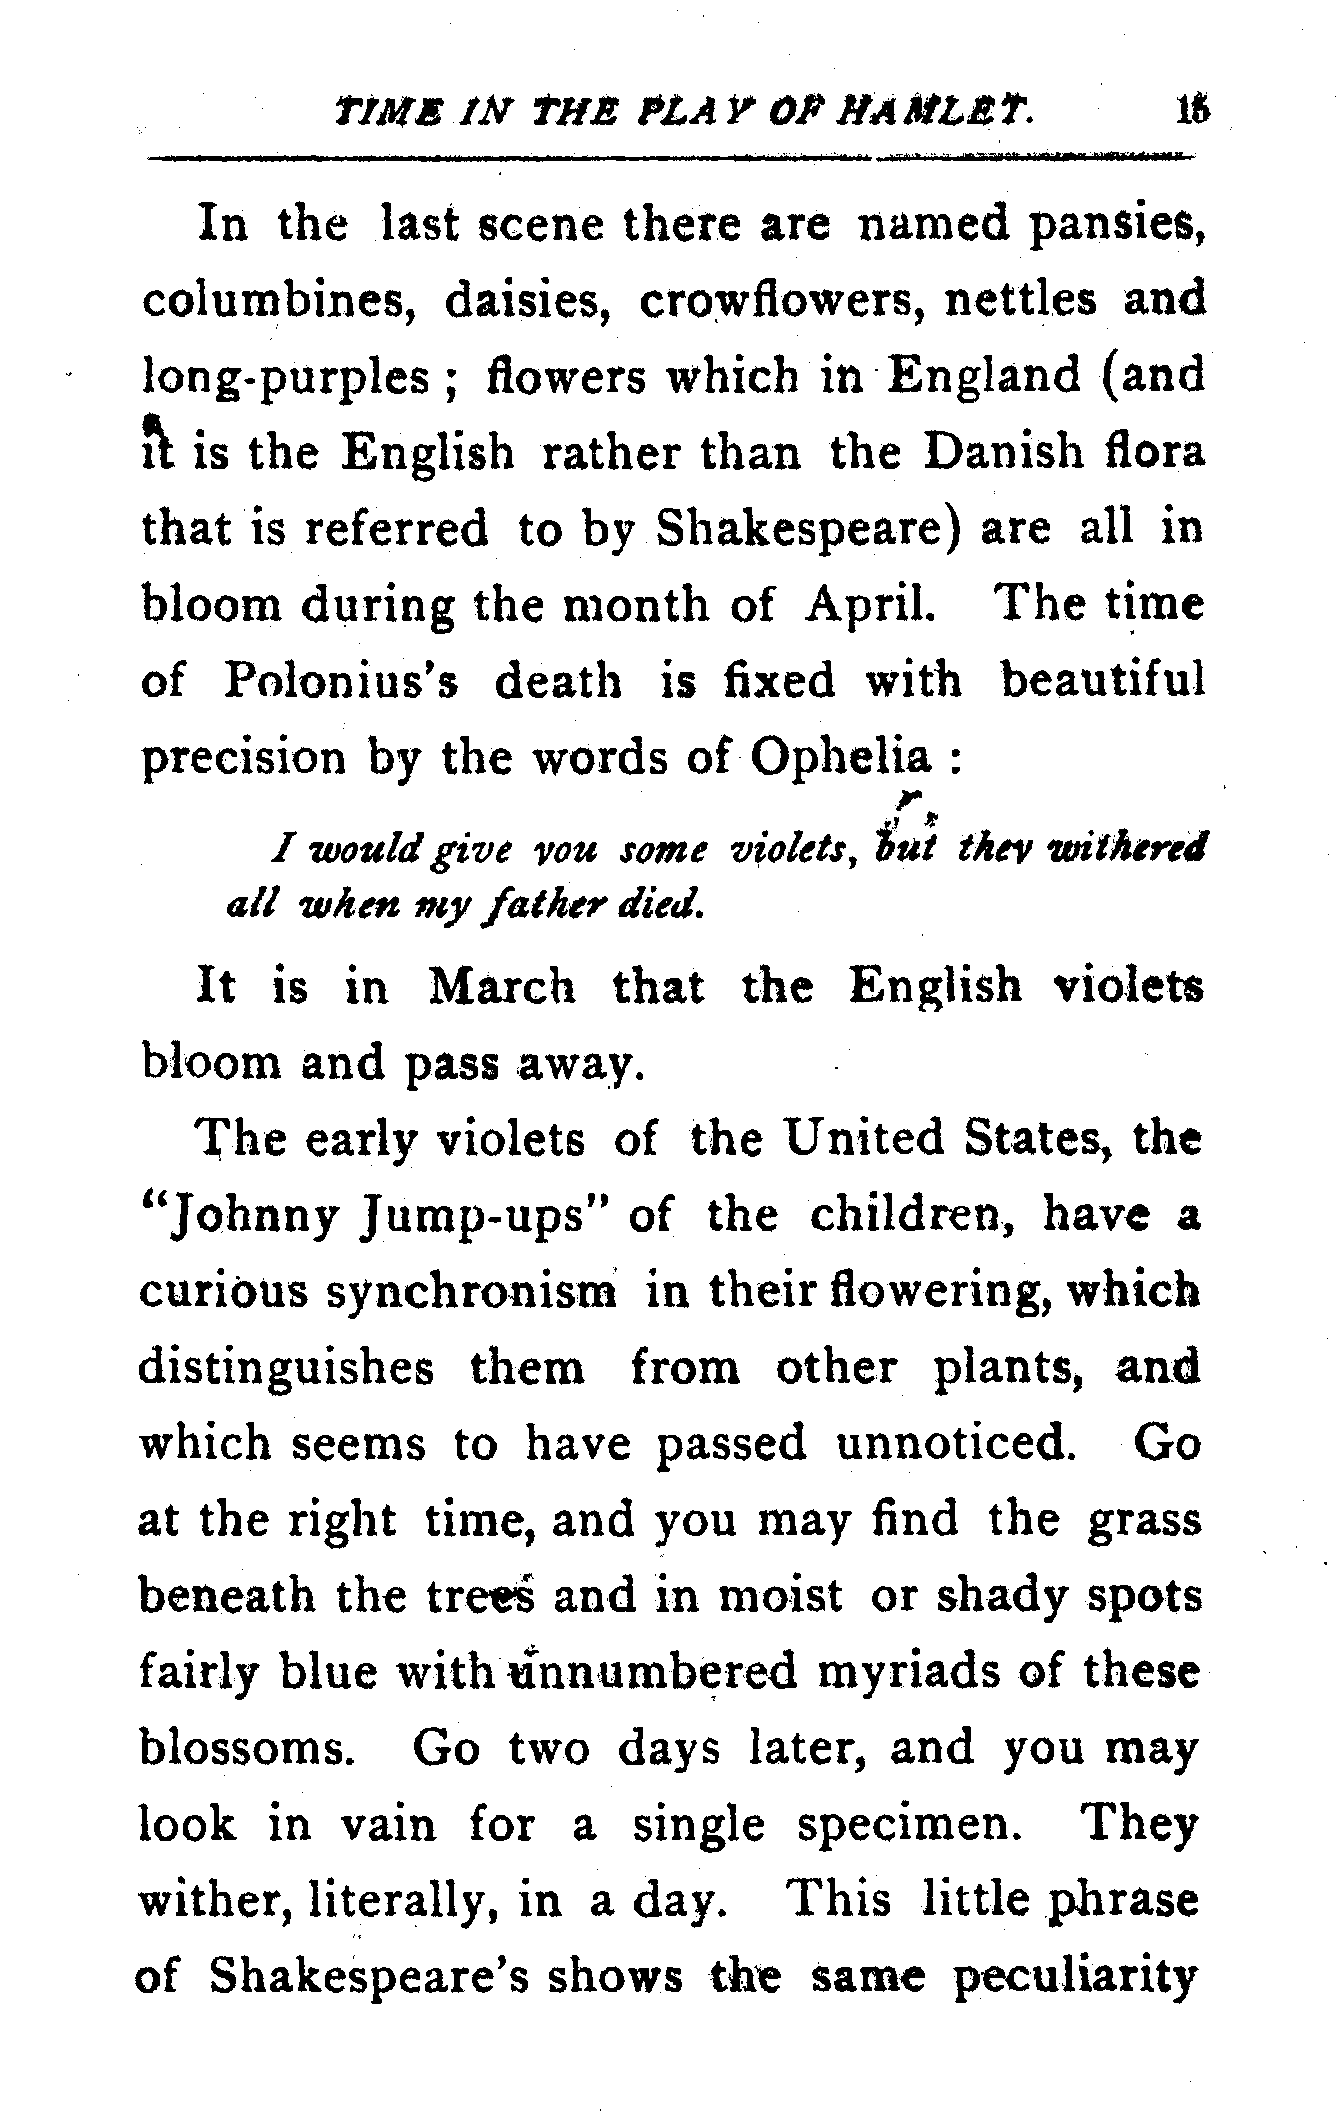 TIME IN THE PLAY OF HAMLET. 15
In the last scene there are named pansies,
columbines, daisies, crowflowers, nettles and
long-purples ; flowers which in England (and
it is the English rather than the Danish flora
that is referred to by Shakespeare) are all in
bloom during the month of April. The time
of Polonius's death is fixed with beautiful
precision by the words of Ophelia :
I would give you some violets, but they withered
all when my father died.
It is in March that the English violets
bloom and pass away.
The early violets of the United States, the
“Johnny Jump-ups” of the children, have a
curious synchronism in their flowering, which
distinguishes them from other plants, and
which seems to have passed unnoticed. Go
at the right time, and you may find the grass
beneath the trees and in moist or shady spots
fairly blue with unnumbered myriads of these
blossoms. Go two days later, and you may
look in vain for a single specimen. They
wither, literally, in a day. This little phrase
of Shakespeare's shows the same peculiarity